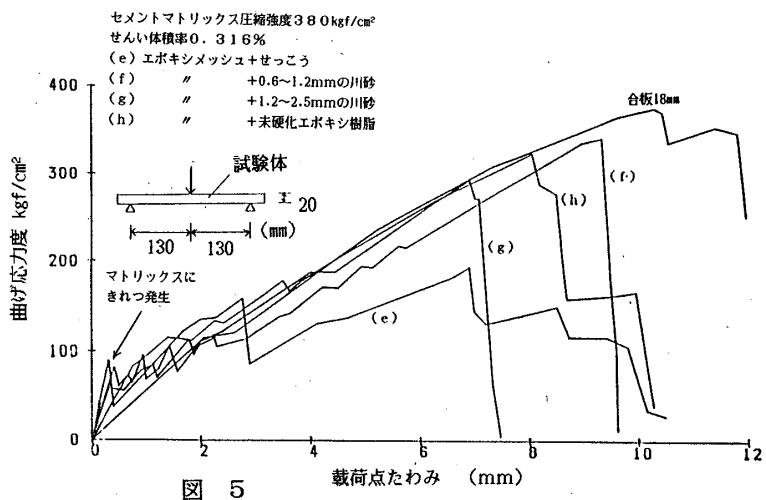 セメントマトリックス圧縮強度380kgf/cm²
せんい体積率0.316%
(e) エポキシメッシュ+せっこう
(f) 〃 +0.6~1.2mmの川砂
(g) 〃 +1.2~2.5mmの川砂
(h) 〃 +未硬化エポキシ樹脂
合板18mm
試験体
20
130 130 (mm)
マトリックスに
きれつ発生
(e)
(f)
(g)
(h)
曲げ応力度 kgf/cm²
400
300
200
100
0
0 2 4 6 8 10 12
載荷点たわみ (mm)
図 5